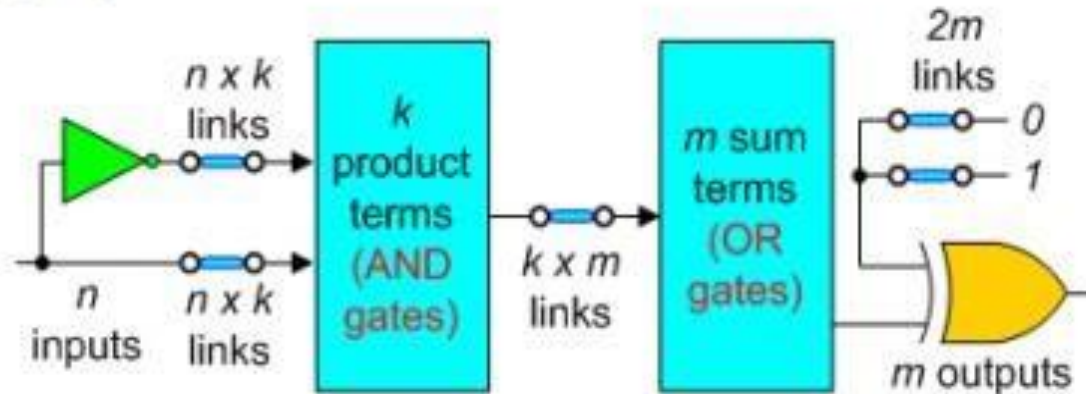 n x k
links
n
inputs
n x k
links
k
product
terms
(AND
gates)
k x m
links
m sum
terms
(OR
gates)
2m
links
0
1
m outputs